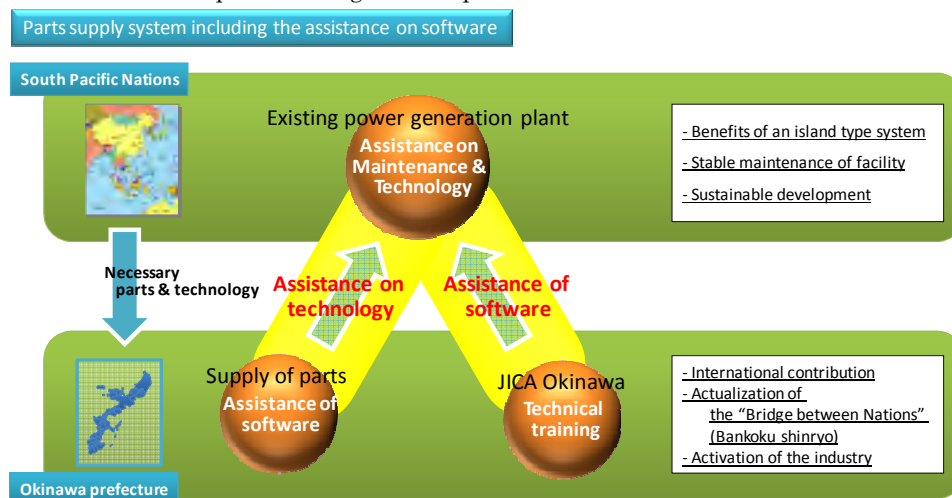 Parts supply system including the assistance on software
South Pacific Nations
Existing power generation plant
Assistance on
Maintenance &
Technology
- Benefits of an island type system
- Stable maintenance of facility
- Sustainable development
Necessary
parts & technology
Assistance on
technology
Assistance of
software
Supply of parts
Assistance of
software
JICA Okinawa
Technical
training
- International contribution
- Actualization of
the “Bridge between Nations”
(Bankoku shinryo)
- Activation of the industry
Okinawa prefecture